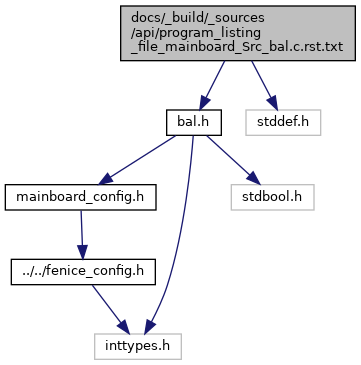 docs/_build/_sources
/api/program_listing
_file_mainboard_Src_bal.c.rst.txt
bal.h
stddef.h
mainboard_config.h
stdbool.h
../../fenice_config.h
inttypes.h